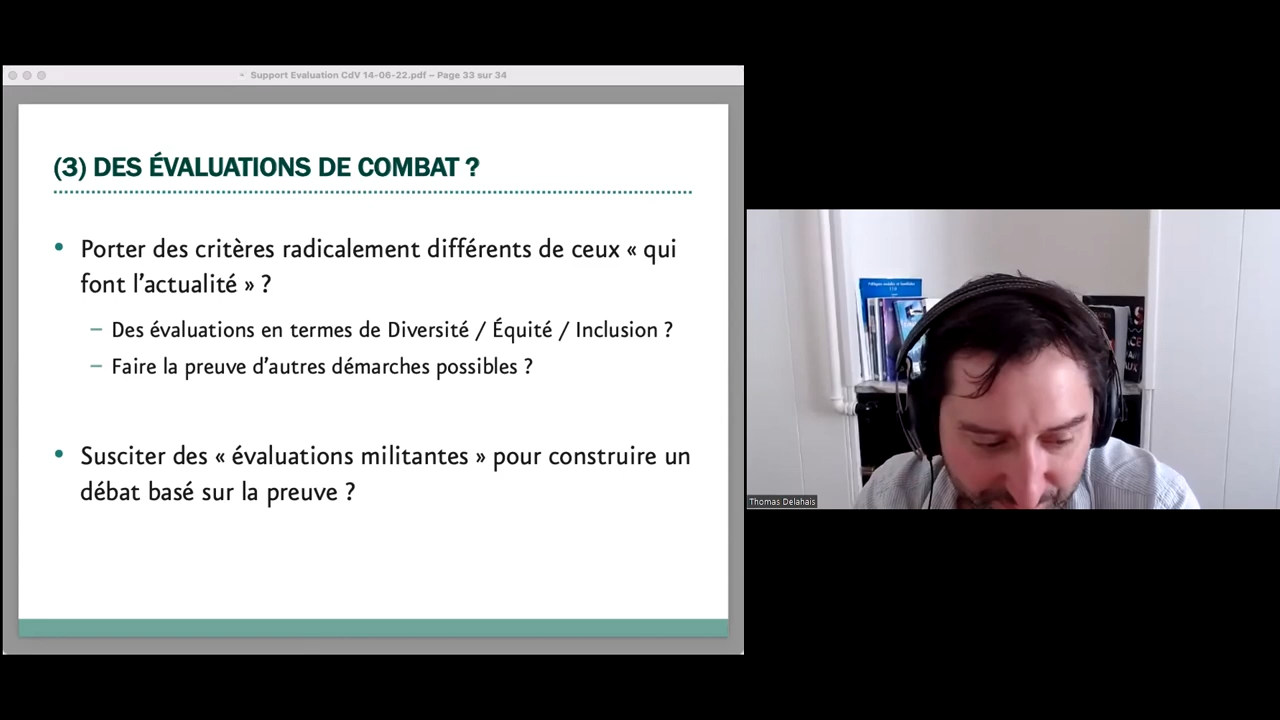 Support Evaluation CdV 14-06-22.pdf – Page 33 sur 34
(3) DES ÉVALUATIONS DE COMBAT ?
• Porter des critères radicalement différents de ceux « qui
font l’actualité » ?
– Des évaluations en termes de Diversité / Équité / Inclusion ?
– Faire la preuve d’autres démarches possibles ?
• Susciter des « évaluations militantes » pour construire un
débat basé sur la preuve ?
Thomas Delahais